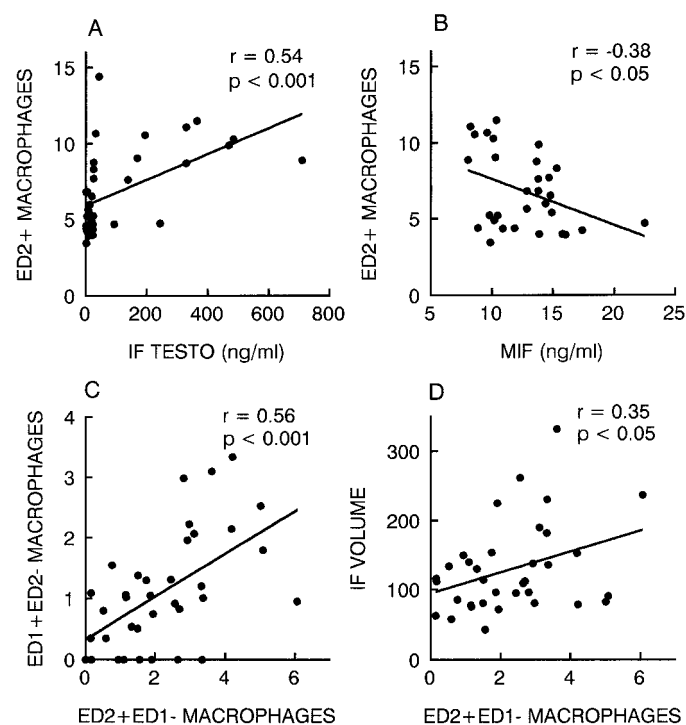 A
r = 0.54
p < 0.001
ED2+ MACROPHAGES
15
10
5
0
0 200 400 600 800
IF TESTO (ng/ml)
B
r = -0.38
p < 0.05
ED2+ MACROPHAGES
15
10
5
0
5 10 15 20 25
MIF (ng/ml)
C
r = 0.56
p < 0.001
ED1+ED2- MACROPHAGES
4
3
2
1
0
0 2 4 6
ED2+ED1- MACROPHAGES
D
r = 0.35
p < 0.05
IF VOLUME
300
200
100
0
0 2 4 6
ED2+ED1- MACROPHAGES